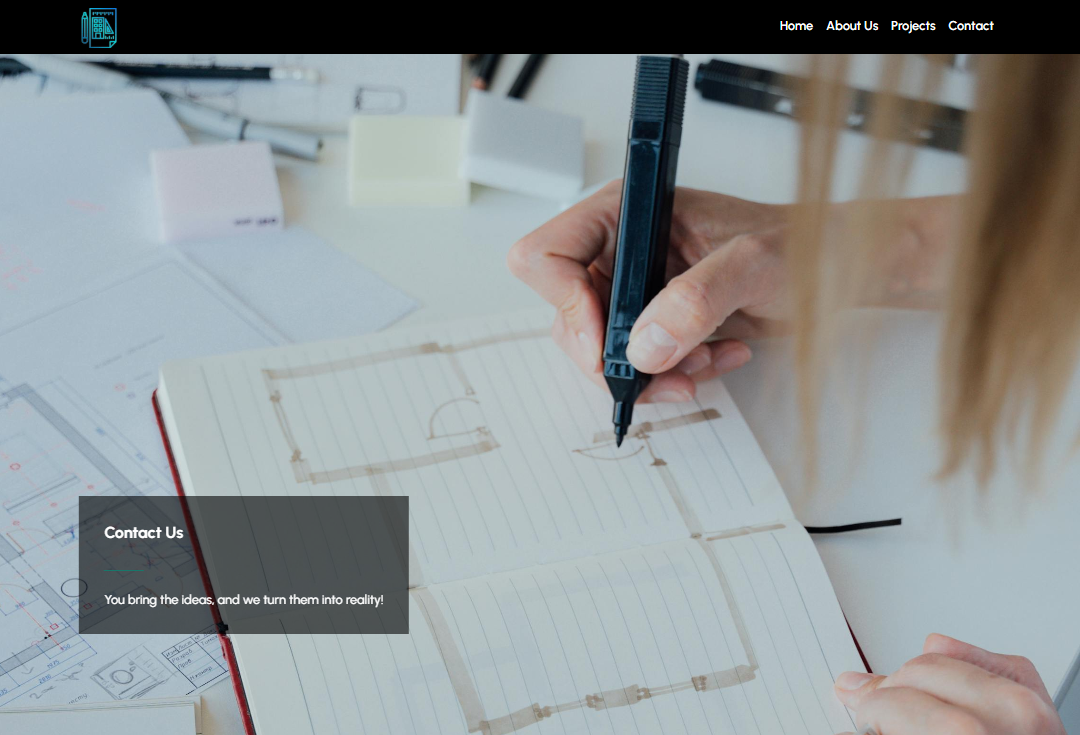 Home About Us Projects Contact
Contact Us
You bring the ideas, and we turn them into reality!